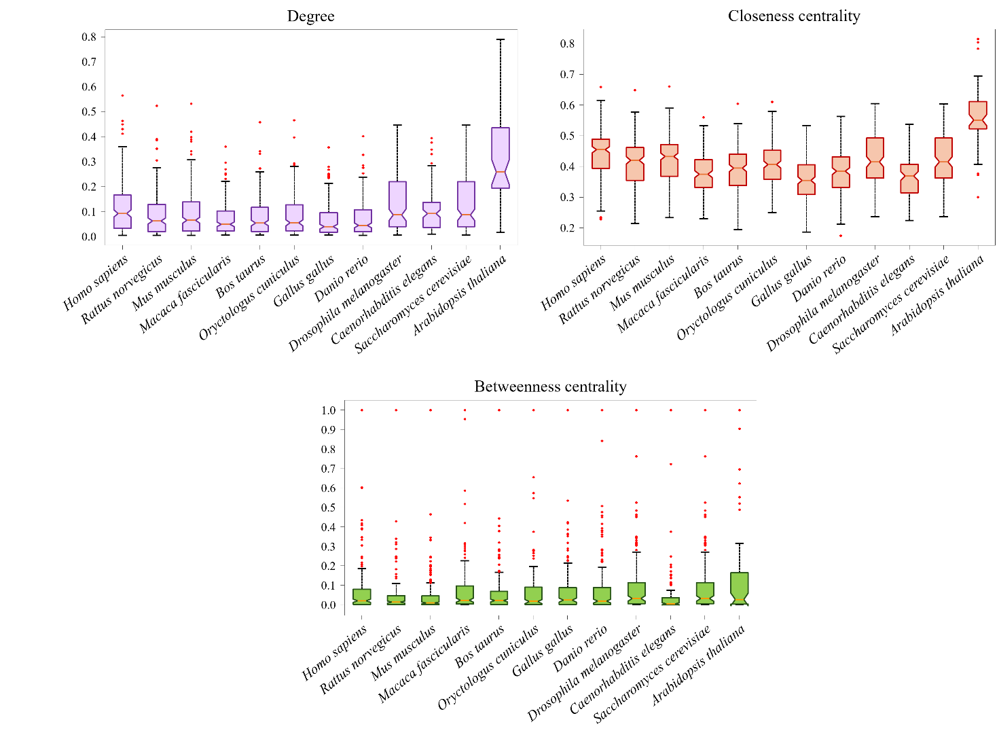 Degree
0.8
0.7
0.6
0.5
0.4
0.3
0.2
0.1
0.0
Homo sapiens
Rattus norvegicus
Mus musculus
Macaca fascicularis
Bos taurus
Oryctologus cuniculus
Gallus gallus
Danio rerio
Drosophila melanogaster
Caenorhabditis elegans
Saccharomyces cerevisiae
Arabidopsis thaliana
Closeness centrality
0.8
0.7
0.6
0.5
0.4
0.3
0.2
Homo sapiens
Rattus norvegicus
Mus musculus
Macaca fascicularis
Bos taurus
Oryctologus cuniculus
Gallus gallus
Danio rerio
Drosophila melanogaster
Caenorhabditis elegans
Saccharomyces cerevisiae
Arabidopsis thaliana
Betweenness centrality
1.0
0.9
0.8
0.7
0.6
0.5
0.4
0.3
0.2
0.1
0.0
Homo sapiens
Rattus norvegicus
Mus musculus
Macaca fascicularis
Bos taurus
Oryctologus cuniculus
Gallus gallus
Danio rerio
Drosophila melanogaster
Caenorhabditis elegans
Saccharomyces cerevisiae
Arabidopsis thaliana